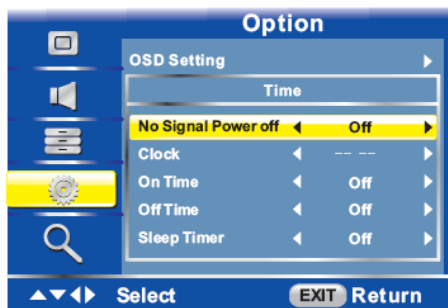 Option
OSD Setting
Time
No Signal Power off Off
Clock -- --
On Time Off
Off Time Off
Sleep Timer Off
Select EXIT Return